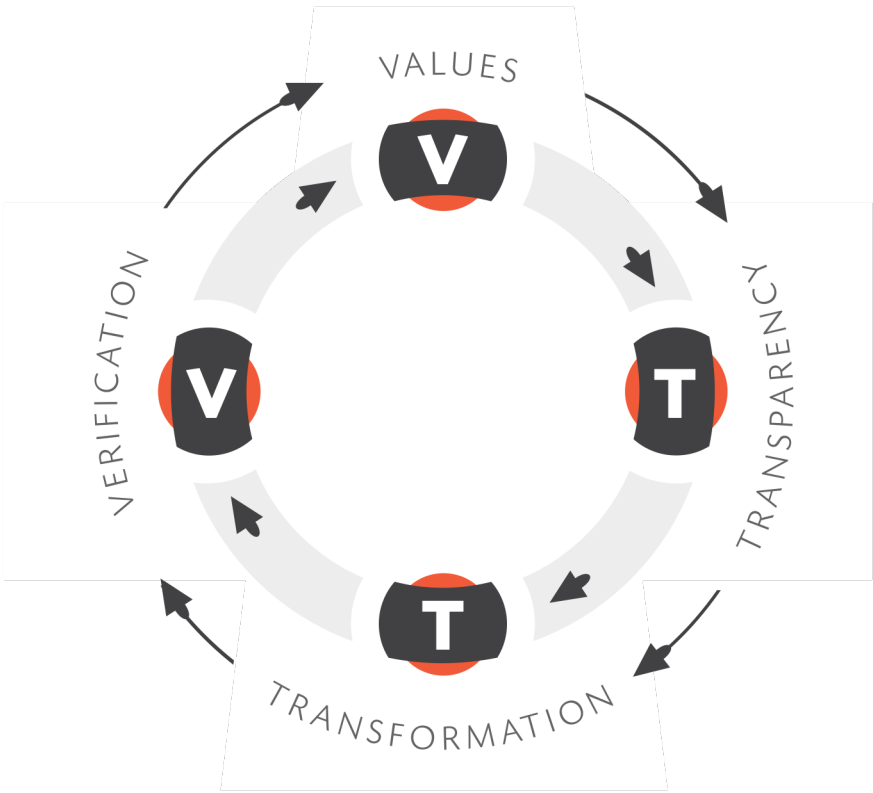 VALUES
V
TRANSPARENCY
T
TRANSFORMATION
T
VERIFICATION
V